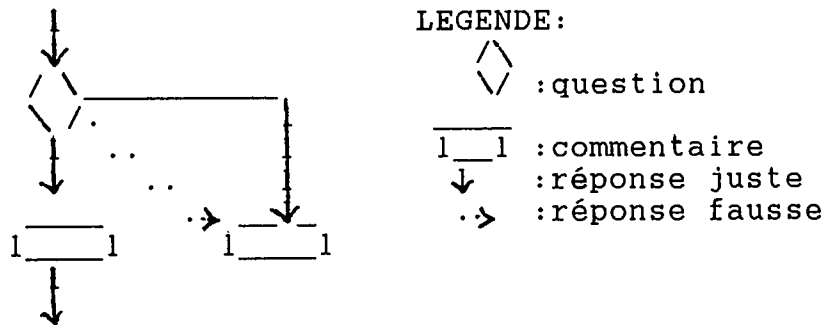 LEGENDE:
:question
:commentaire
:réponse juste
:réponse fausse